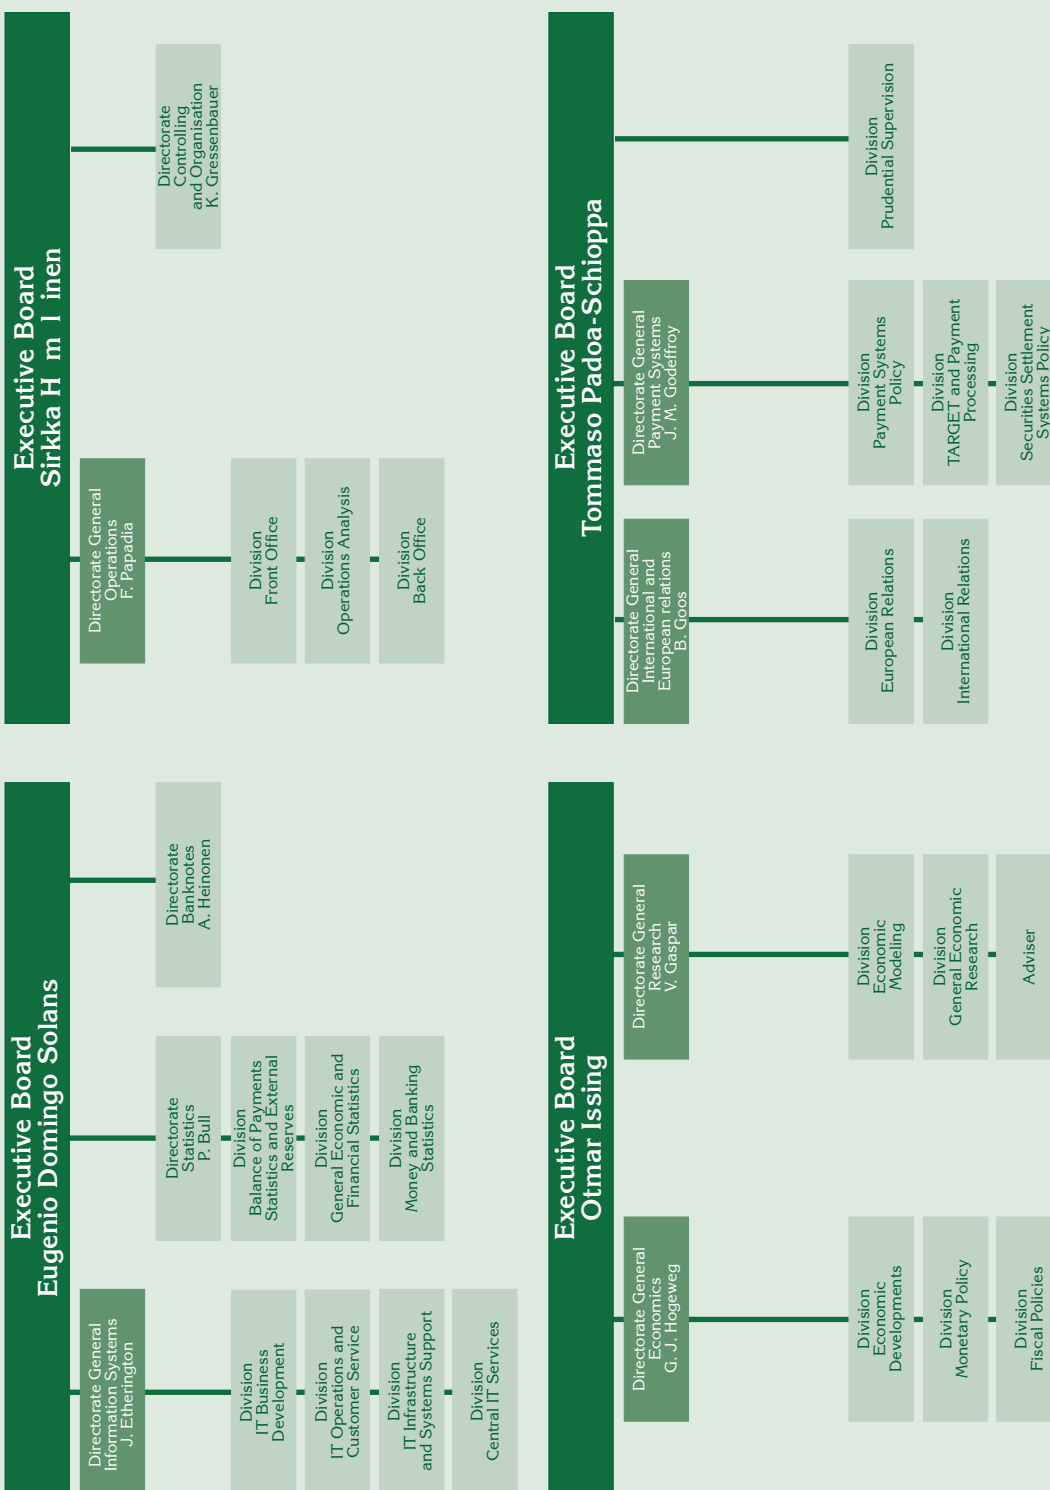 Executive Board
Eugenio Domingo Solans
Directorate General
Information Systems
J. Etherington
Division
IT Business
Development
Division
IT Operations and
Customer Service
Division
IT Infrastructure
and Systems Support
Division
Central IT Services
Directorate
Statistics
P. Bull
Division
Balance of Payments
Statistics and External
Reserves
Division
General Economic and
Financial Statistics
Division
Money and Banking
Statistics
Directorate
Banknotes
A. Heinonen
Executive Board
Sirkka H m l inen
Directorate General
Operations
F. Papadia
Division
Front Office
Division
Operations Analysis
Division
Back Office
Directorate
Controlling
and Organisation
K. Gressenbauer
Executive Board
Otmar Issing
Directorate General
Economics
G. J. Hogeweg
Division
Economic
Developments
Division
Monetary Policy
Division
Fiscal Policies
Directorate General
Research
V. Gaspar
Division
Economic
Modeling
Division
General Economic
Research
Adviser
Executive Board
Tommaso Padoa-Schioppa
Directorate General
International and
European relations
B. Goos
Division
European Relations
Division
International Relations
Directorate General
Payment Systems
J. M. Godeffroy
Division
Payment Systems
Policy
Division
TARGET and Payment
Processing
Division
Securities Settlement
Systems Policy
Division
Prudential Supervision